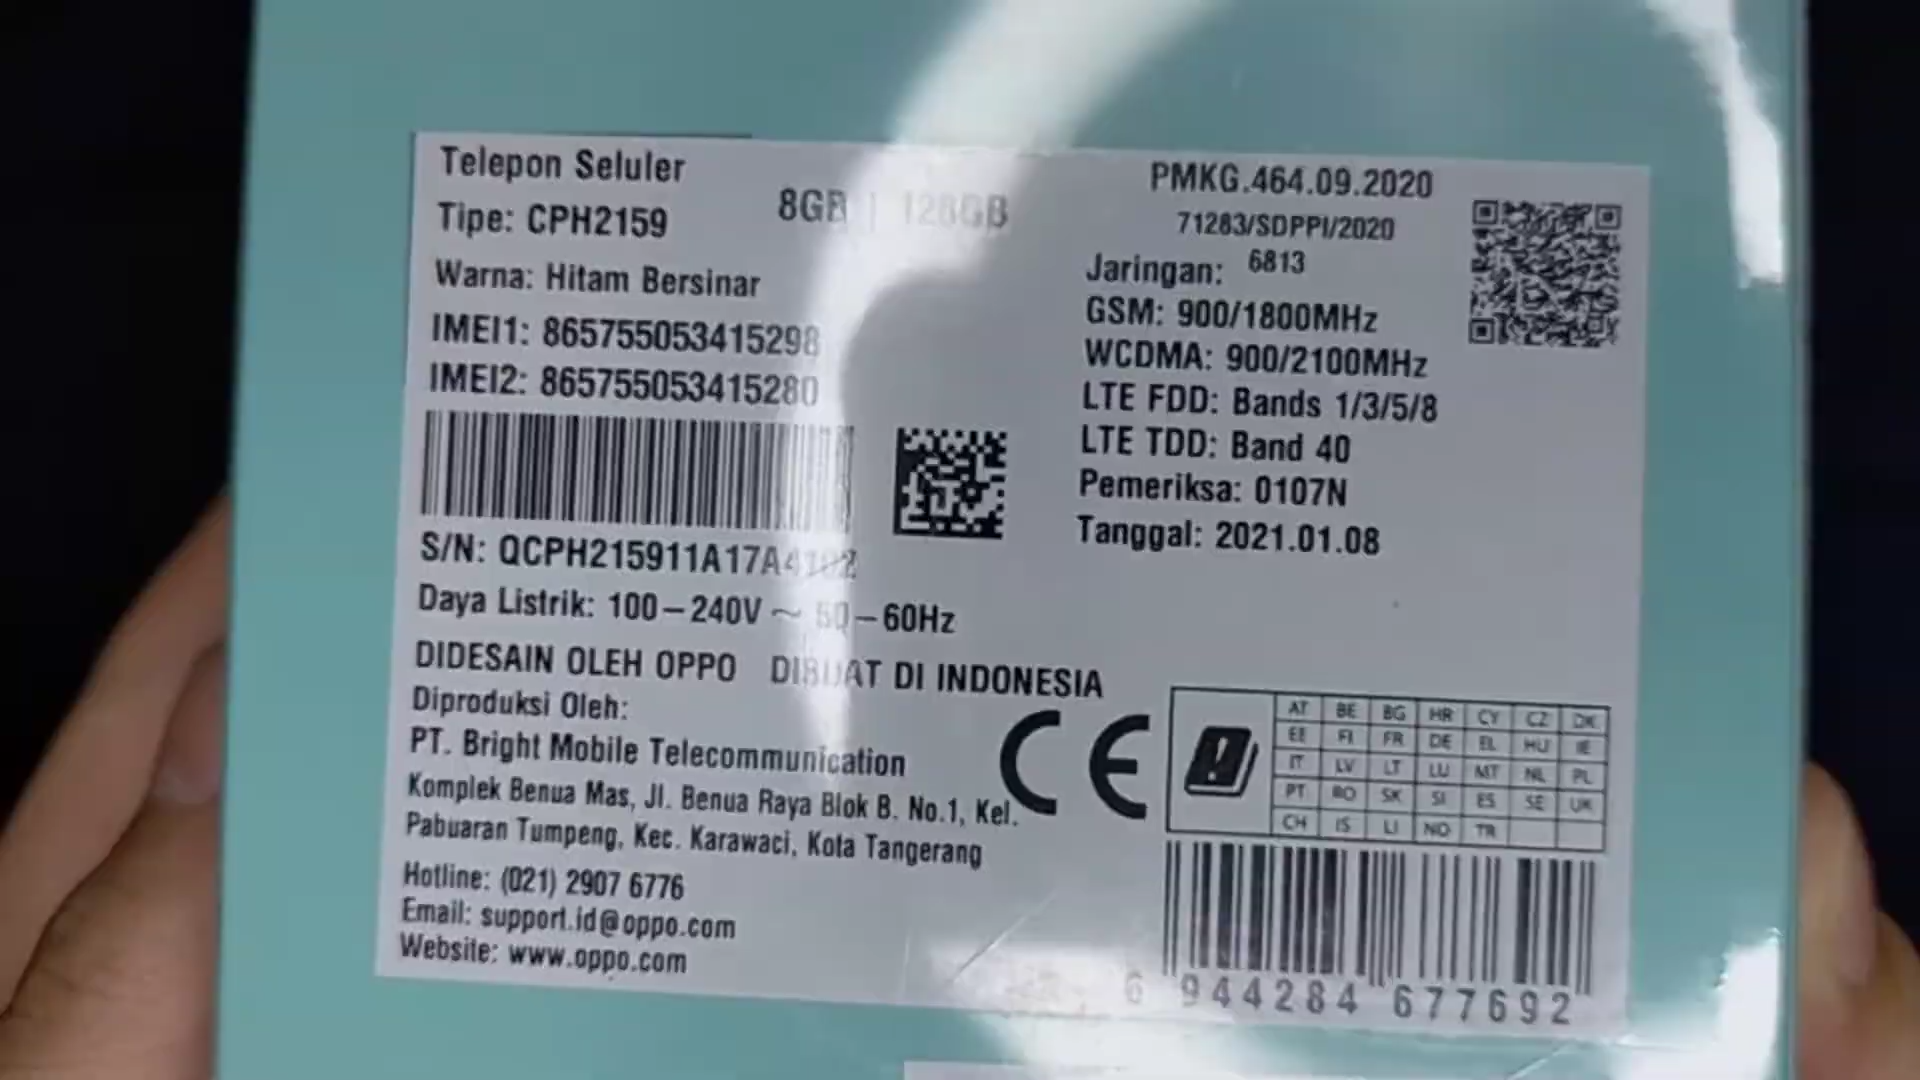 Telepon Seluler
Tipe: CPH2159
8GB | 128GB
Warna: Hitam Bersinar
IMEI1: 865755053415298
IMEI2: 865755053415280
S/N:
Daya Listrik: 100–240V ~ 50–60Hz
DIDESAIN OLEH OPPO DIBUAT DI INDONESIA
Diproduksi Oleh:
PT. Bright Mobile Telecommunication
Komplek Benua Mas, Jl. Benua Raya Blok B. No.1, Kel.
Pabuaran Tumpeng, Kec. Karawaci, Kota Tangerang
Hotline: (021) 2907 6776
Email: support.id@oppo.com
Website: www.oppo.com
PMKG.464.09.2020
71283/SDPPI/2020
6813
Jaringan:
GSM: 900/1800MHz
WCDMA: 900/2100MHz
LTE FDD: Bands 1/3/5/8
LTE TDD: Band 40
Pemeriksa: 0107N
Tanggal: 2021.01.08
CE
AT BE BG HR CY CZ DK
EE FI FR DE EL HU IE
IT LV LT LU MT NL PL
PT RO SK SI ES SE UK
CH IS LI NO TR
6 944284 677692